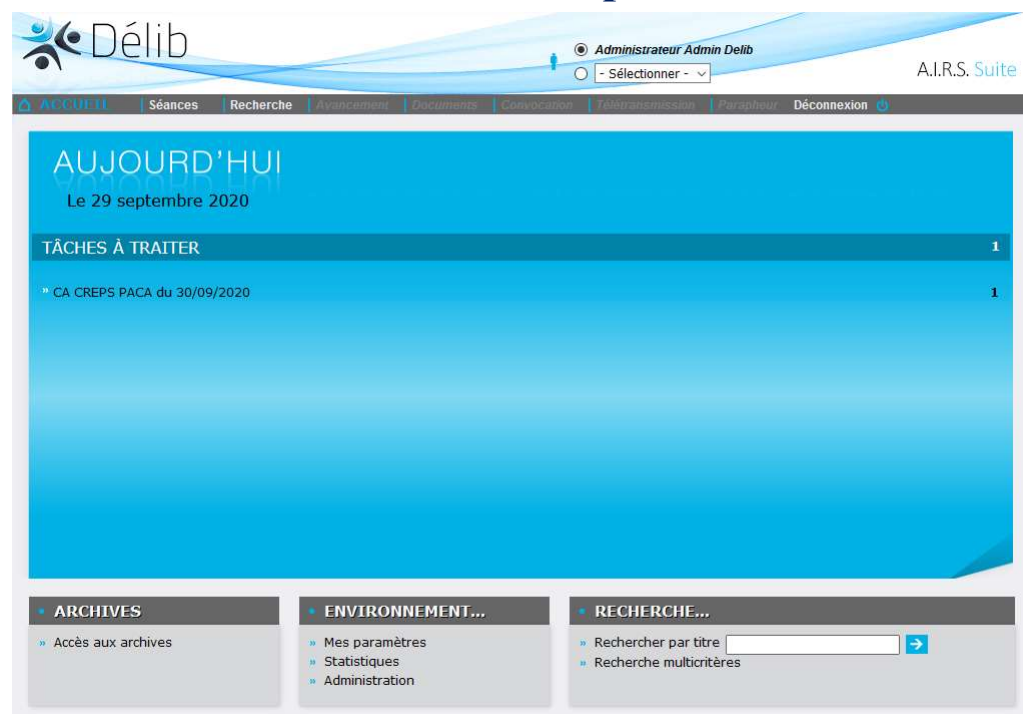 Délib
Administrateur Admin Delib
- Sélectionner -
A.I.R.S. Suite
ACCUEIL Séances Recherche Avancement Documents Convocation Télétransmission Parapheur Déconnexion
AUJOURD'HUI
Le 29 septembre 2020
TÂCHES À TRAITER 1
» CA CREPS PACA du 30/09/2020 1
• ARCHIVES
» Accès aux archives
• ENVIRONNEMENT...
» Mes paramètres
» Statistiques
» Administration
• RECHERCHE...
» Rechercher par titre
» Recherche multicritères